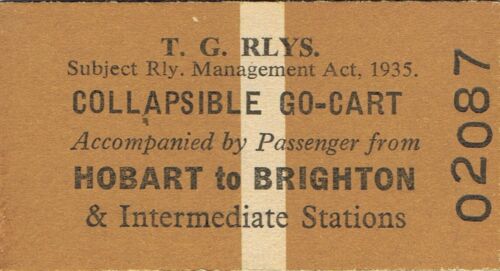 T. G. RLYS.
Subject Rly. Management Act, 1935.
COLLAPSIBLE GO-CART
Accompanied by Passenger from
HOBART to BRIGHTON
& Intermediate Stations
02087